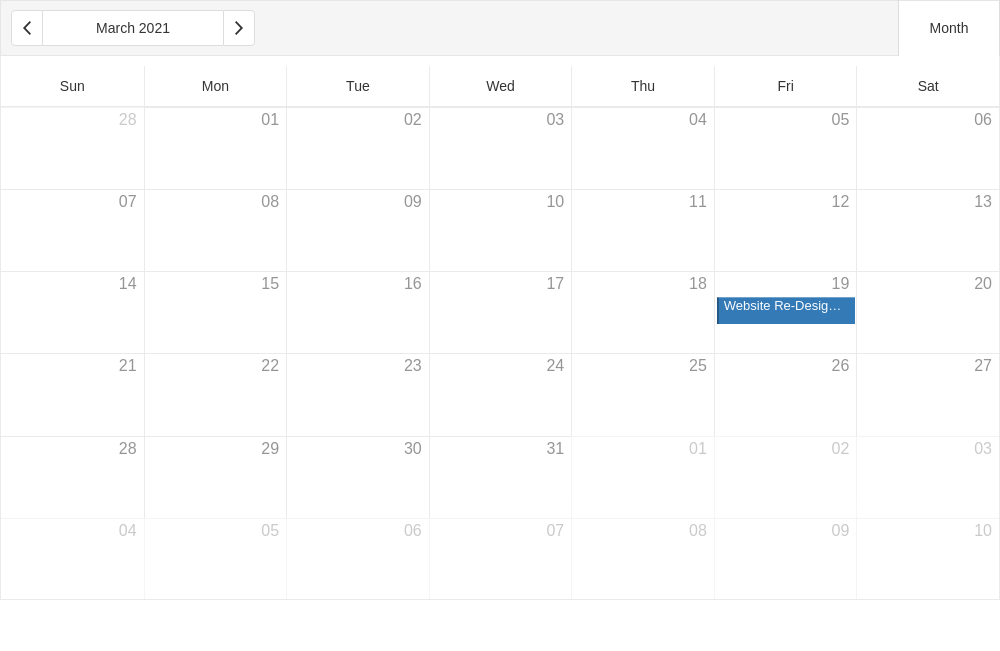 March 2021 Month
Sun Mon Tue Wed Thu Fri Sat
28 01 02 03 04 05 06
07 08 09 10 11 12 13
14 15 16 17 18 19 20
Website Re-Desig…
21 22 23 24 25 26 27
28 29 30 31 01 02 03
04 05 06 07 08 09 10